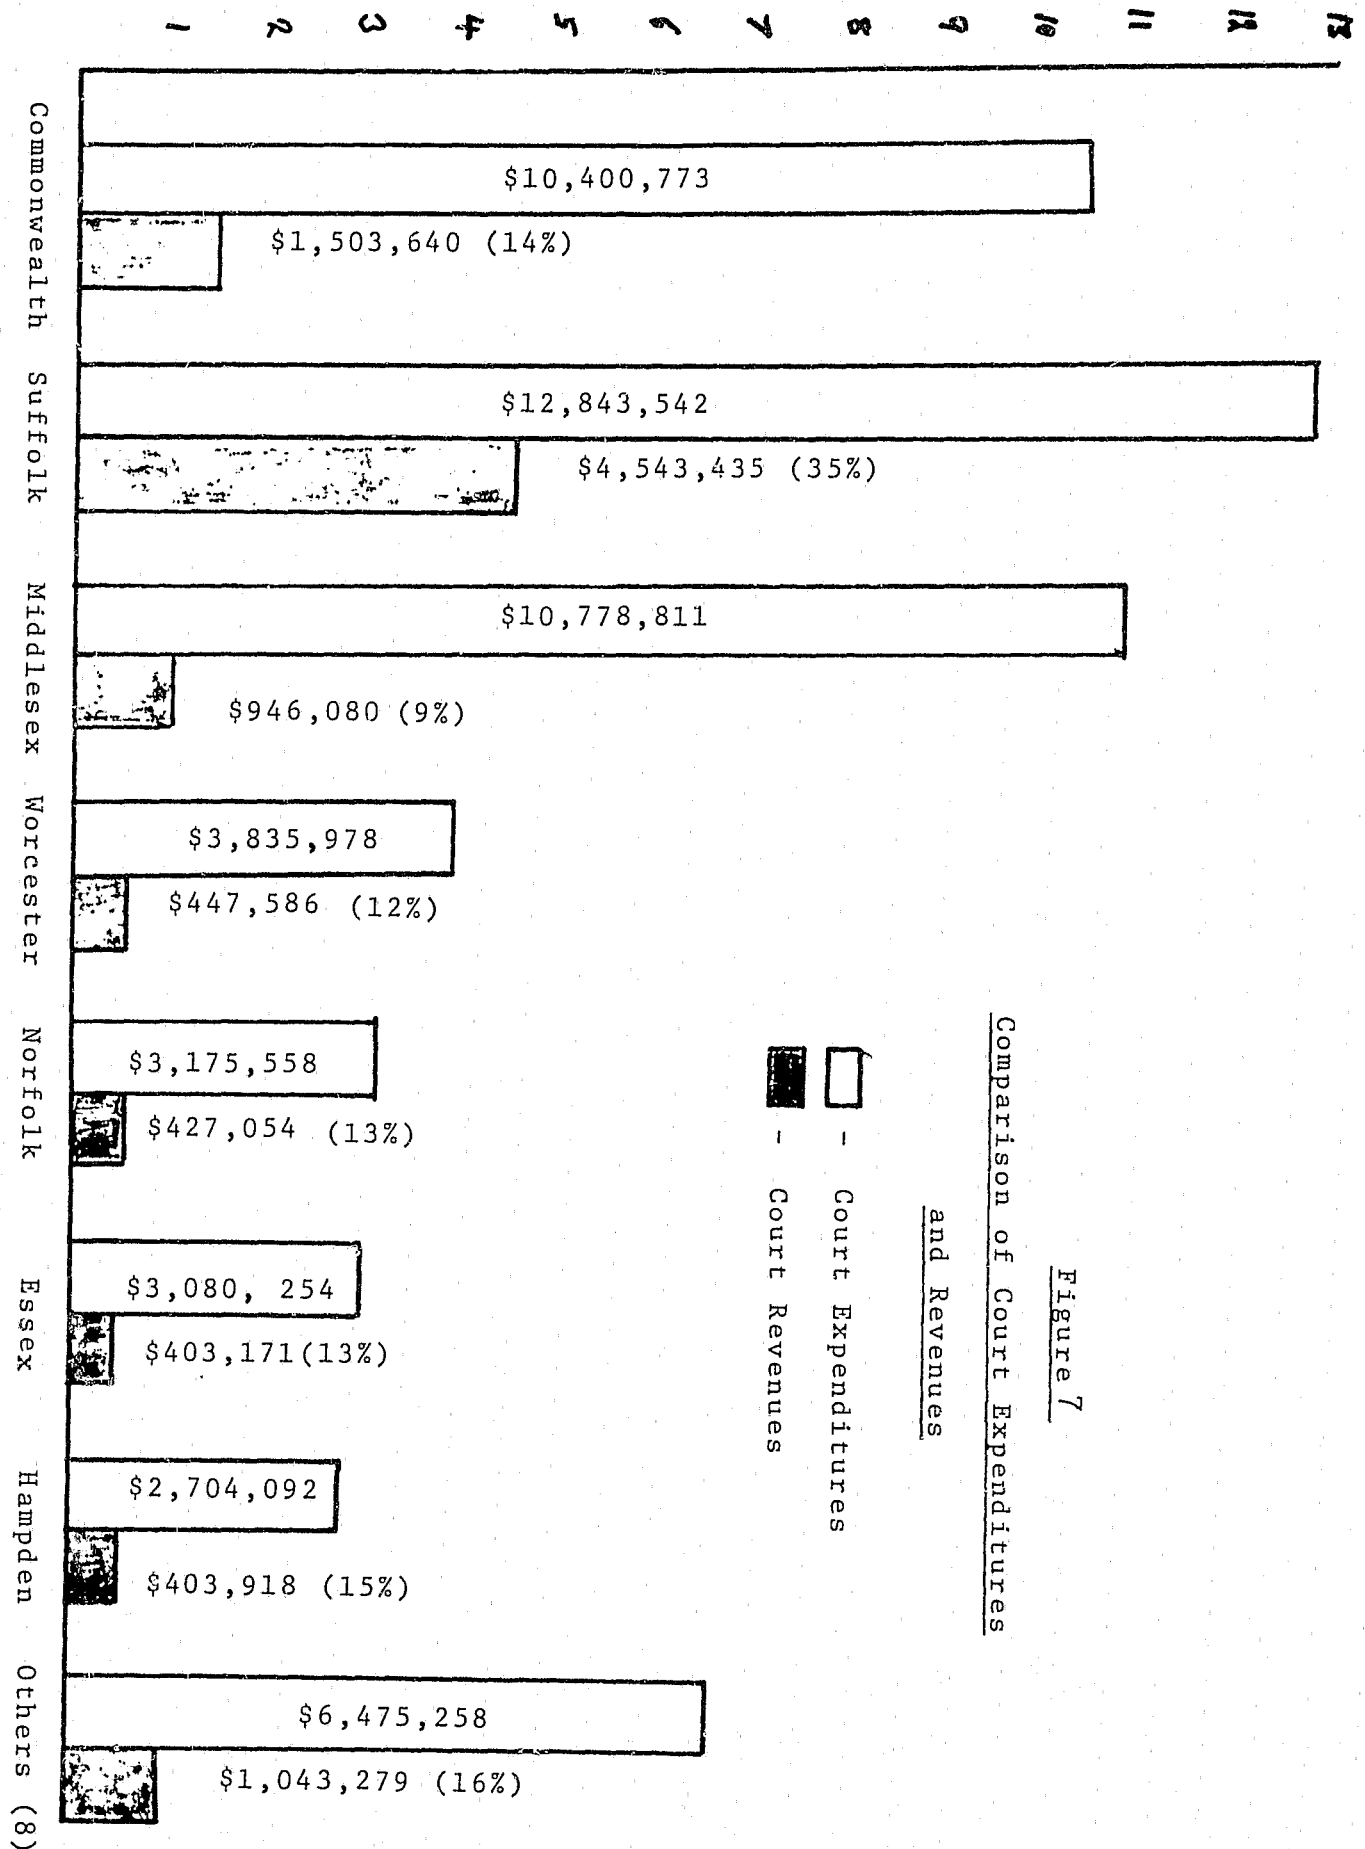 1 2 3 4 5 6 7 8 9 10 11 12 13
Commonwealth
$10,400,773
$1,503,640 (14%)
Suffolk
$12,843,542
$4,543,435 (35%)
Middlesex
$10,778,811
$946,080 (9%)
Worcester
$3,835,978
$447,586 (12%)
Norfolk
$3,175,558
$427,054 (13%)
Essex
$3,080, 254
$403,171(13%)
Hampden
$2,704,092
$403,918 (15%)
Others (8)
$6,475,258
$1,043,279 (16%)
Figure 7
Comparison of Court Expenditures
and Revenues
- Court Expenditures
- Court Revenues